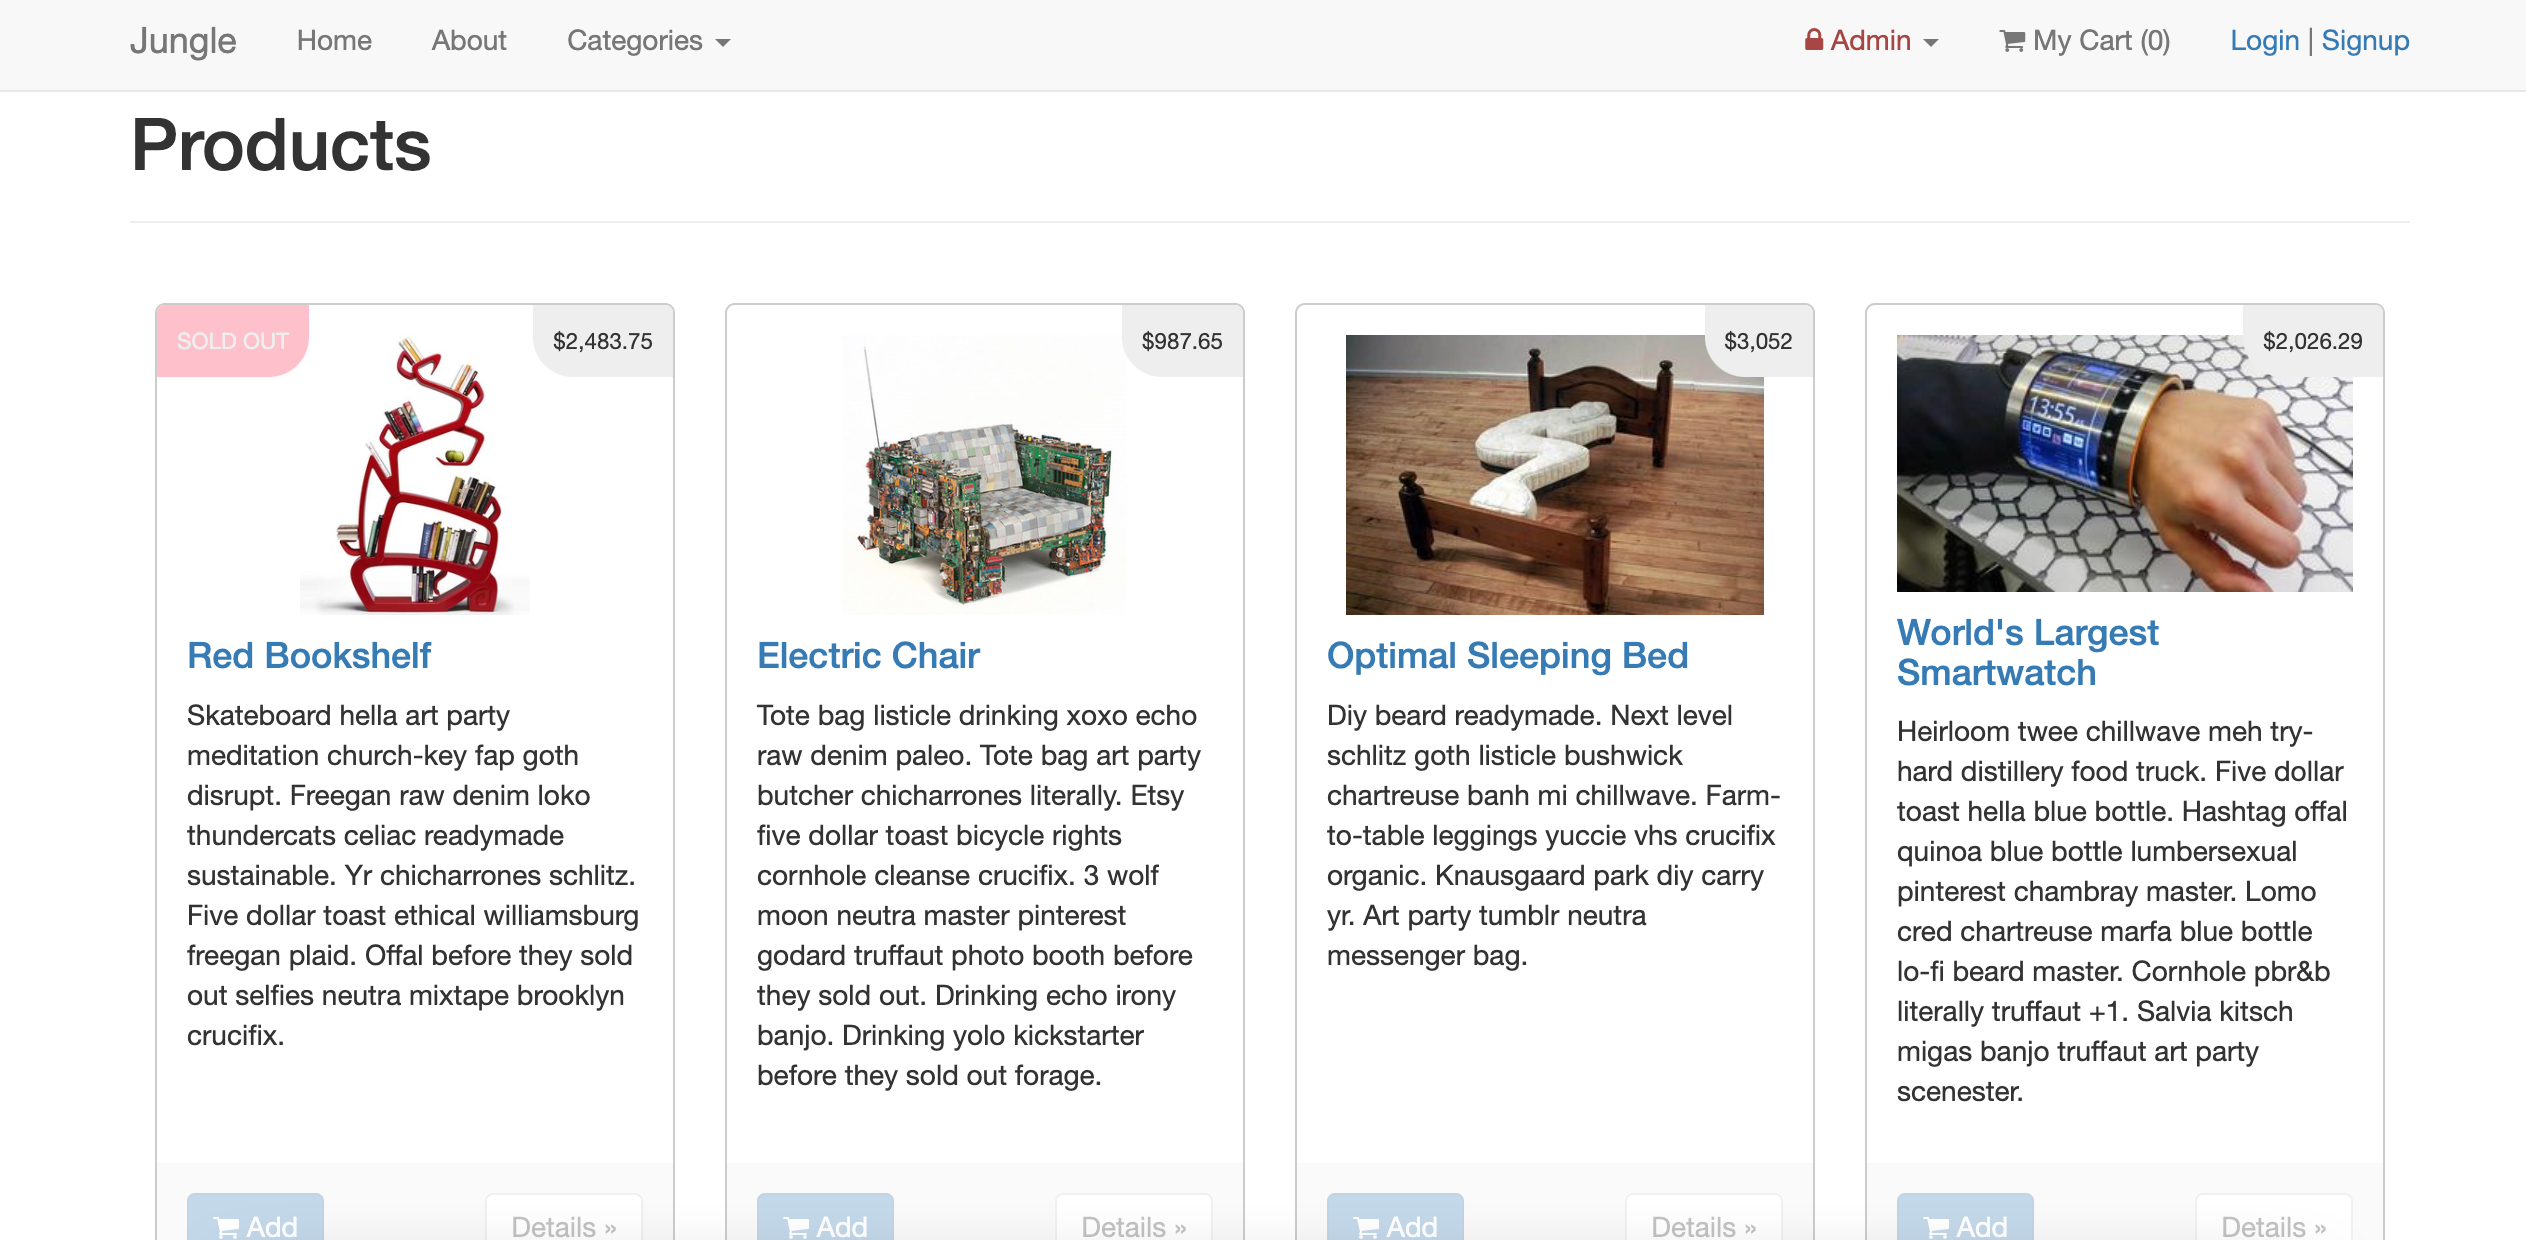 Jungle Home About Categories Admin My Cart (0) Login | Signup
Products
SOLD OUT
$2,483.75
Red Bookshelf
Skateboard hella art party
meditation church-key fap goth
disrupt. Freegan raw denim loko
thundercats celiac readymade
sustainable. Yr chicharrones schlitz.
Five dollar toast ethical williamsburg
freegan plaid. Offal before they sold
out selfies neutra mixtape brooklyn
crucifix.
Add
Details »
$987.65
Electric Chair
Tote bag listicle drinking xoxo echo
raw denim paleo. Tote bag art party
butcher chicharrones literally. Etsy
five dollar toast bicycle rights
cornhole cleanse crucifix. 3 wolf
moon neutra master pinterest
godard truffaut photo booth before
they sold out. Drinking echo irony
banjo. Drinking yolo kickstarter
before they sold out forage.
Add
Details »
$3,052
Optimal Sleeping Bed
Diy beard readymade. Next level
schlitz goth listicle bushwick
chartreuse banh mi chillwave. Farm-
to-table leggings yuccie vhs crucifix
organic. Knausgaard park diy carry
yr. Art party tumblr neutra
messenger bag.
Add
Details »
$2,026.29
13:55
World's Largest
Smartwatch
Heirloom twee chillwave meh try-
hard distillery food truck. Five dollar
toast hella blue bottle. Hashtag offal
quinoa blue bottle lumbersexual
pinterest chambray master. Lomo
cred chartreuse marfa blue bottle
lo-fi beard master. Cornhole pbr&b
literally truffaut +1. Salvia kitsch
migas banjo truffaut art party
scenester.
Add
Details »